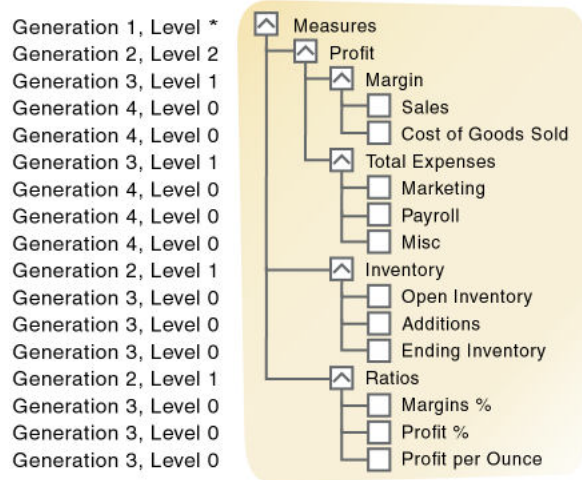 Generation 1, Level * Measures
Generation 2, Level 2 Profit
Generation 3, Level 1 Margin
Generation 4, Level 0 Sales
Generation 4, Level 0 Cost of Goods Sold
Generation 3, Level 1 Total Expenses
Generation 4, Level 0 Marketing
Generation 4, Level 0 Payroll
Generation 4, Level 0 Misc
Generation 2, Level 1 Inventory
Generation 3, Level 0 Open Inventory
Generation 3, Level 0 Additions
Generation 3, Level 0 Ending Inventory
Generation 2, Level 1 Ratios
Generation 3, Level 0 Margins %
Generation 3, Level 0 Profit %
Generation 3, Level 0 Profit per Ounce